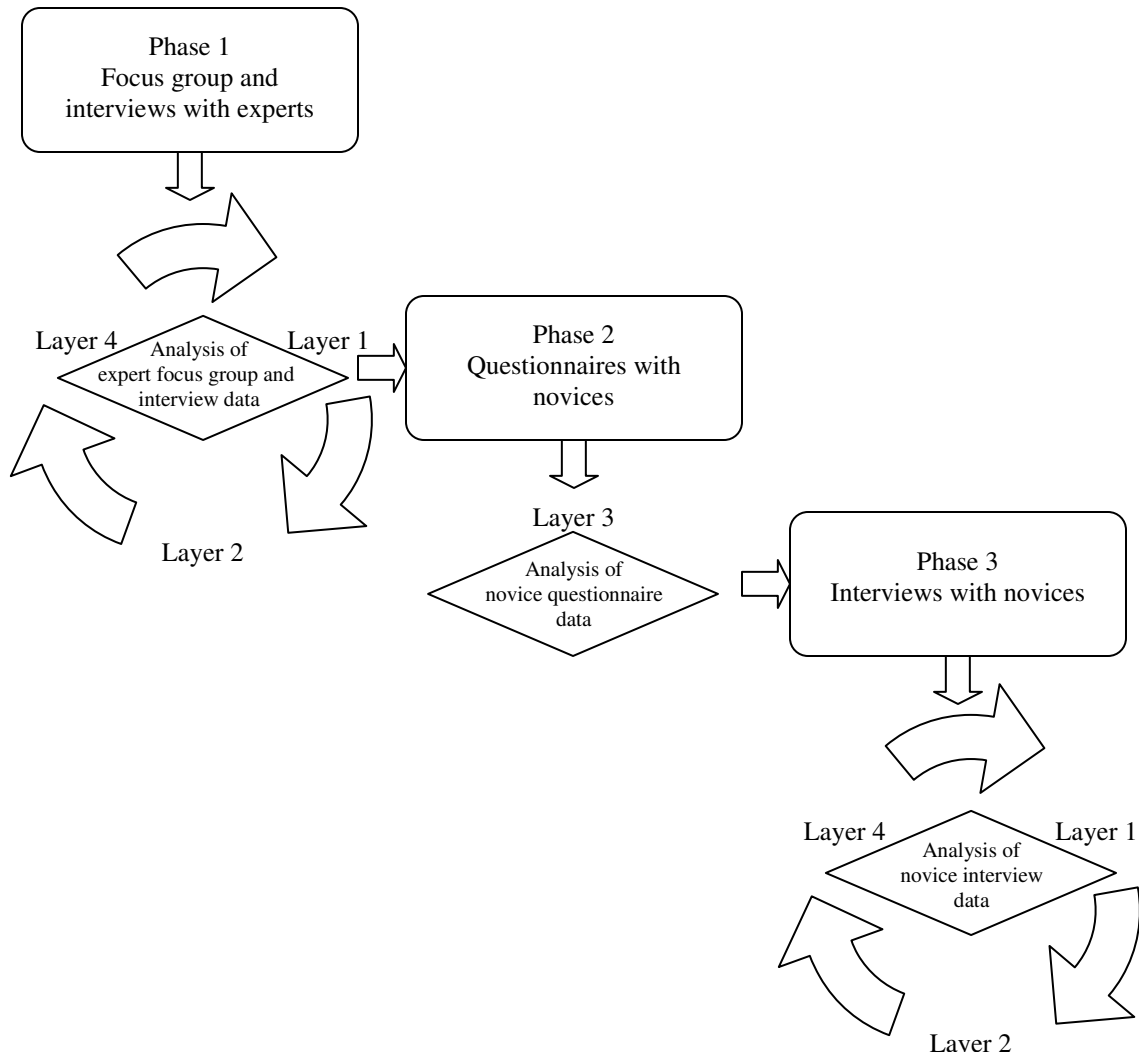 Phase 1
Focus group and
interviews with experts
Layer 4
Layer 1
Analysis of
expert focus group and
interview data
Layer 2
Phase 2
Questionnaires with
novices
Layer 3
Analysis of
novice questionnaire
data
Phase 3
Interviews with novices
Layer 4
Layer 1
Analysis of
novice interview
data
Layer 2